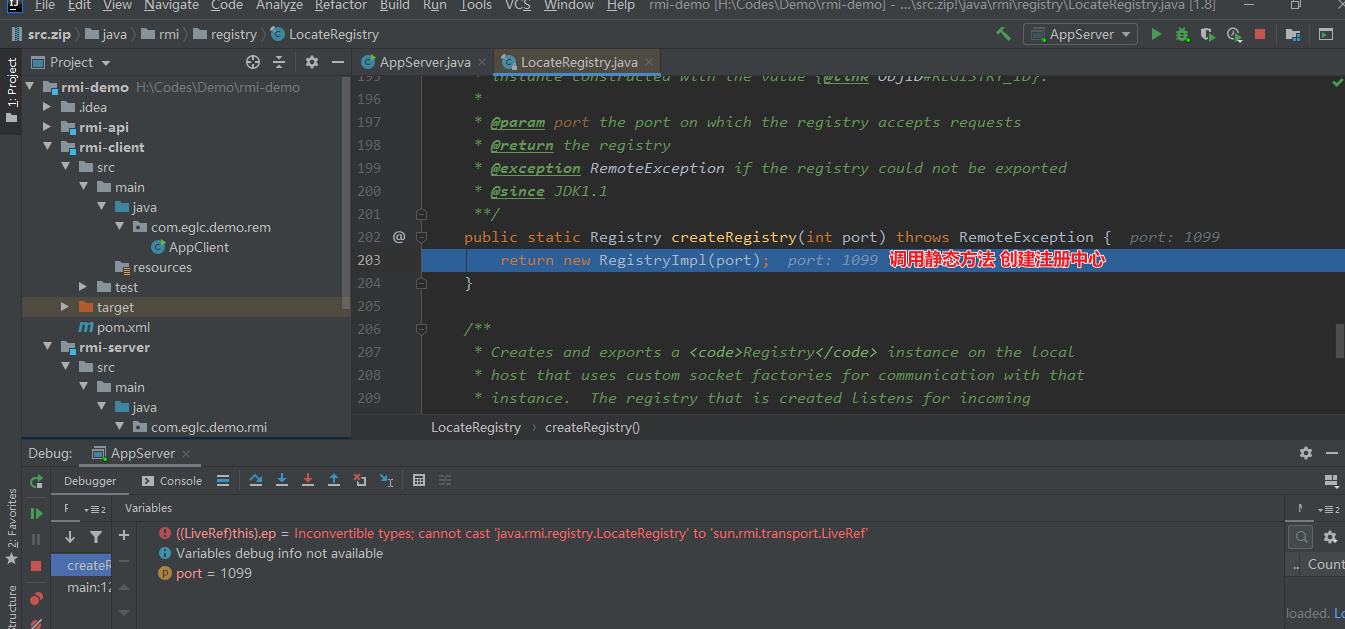 File Edit View Navigate Code Analyze Refactor Build Run Tools VCS Window Help rmi-demo [H:\Codes\Demo\rmi-demo] - ...\src.zip!\java\rmi\registry\LocateRegistry.java [1.8]
src.zip java rmi registry LocateRegistry AppServer
1: Project
Project
AppServer.java LocateRegistry.java
rmi-demo H:\Codes\Demo\rmi-demo
.idea
rmi-api
rmi-client
src
main
java
com.eglc.demo.rem
AppClient
resources
test
target
pom.xml
rmi-server
src
main
java
com.eglc.demo.rmi
195 * instance constructed with the value {@link ObjID#REGISTRY_ID}.
196 *
197 * @param port the port on which the registry accepts requests
198 * @return the registry
199 * @exception RemoteException if the registry could not be exported
200 * @since JDK1.1
201 **/
202 @ public static Registry createRegistry(int port) throws RemoteException { port: 1099
203 return new RegistryImpl(port); port: 1099 调用静态方法 创建注册中心
204 }
205
206 /**
207 * Creates and exports a <code>Registry</code> instance on the local
208 * host that uses custom socket factories for communication with that
209 * instance. The registry that is created listens for incoming
LocateRegistry › createRegistry()
Debug: AppServer
Debugger Console
F 2 Variables
((LiveRef)this).ep = Inconvertible types; cannot cast 'java.rmi.registry.LocateRegistry' to 'sun.rmi.transport.LiveRef'
Variables debug info not available
port = 1099
createR
main:12
2: Favorites
structure
2
.. Count
loaded. Lo